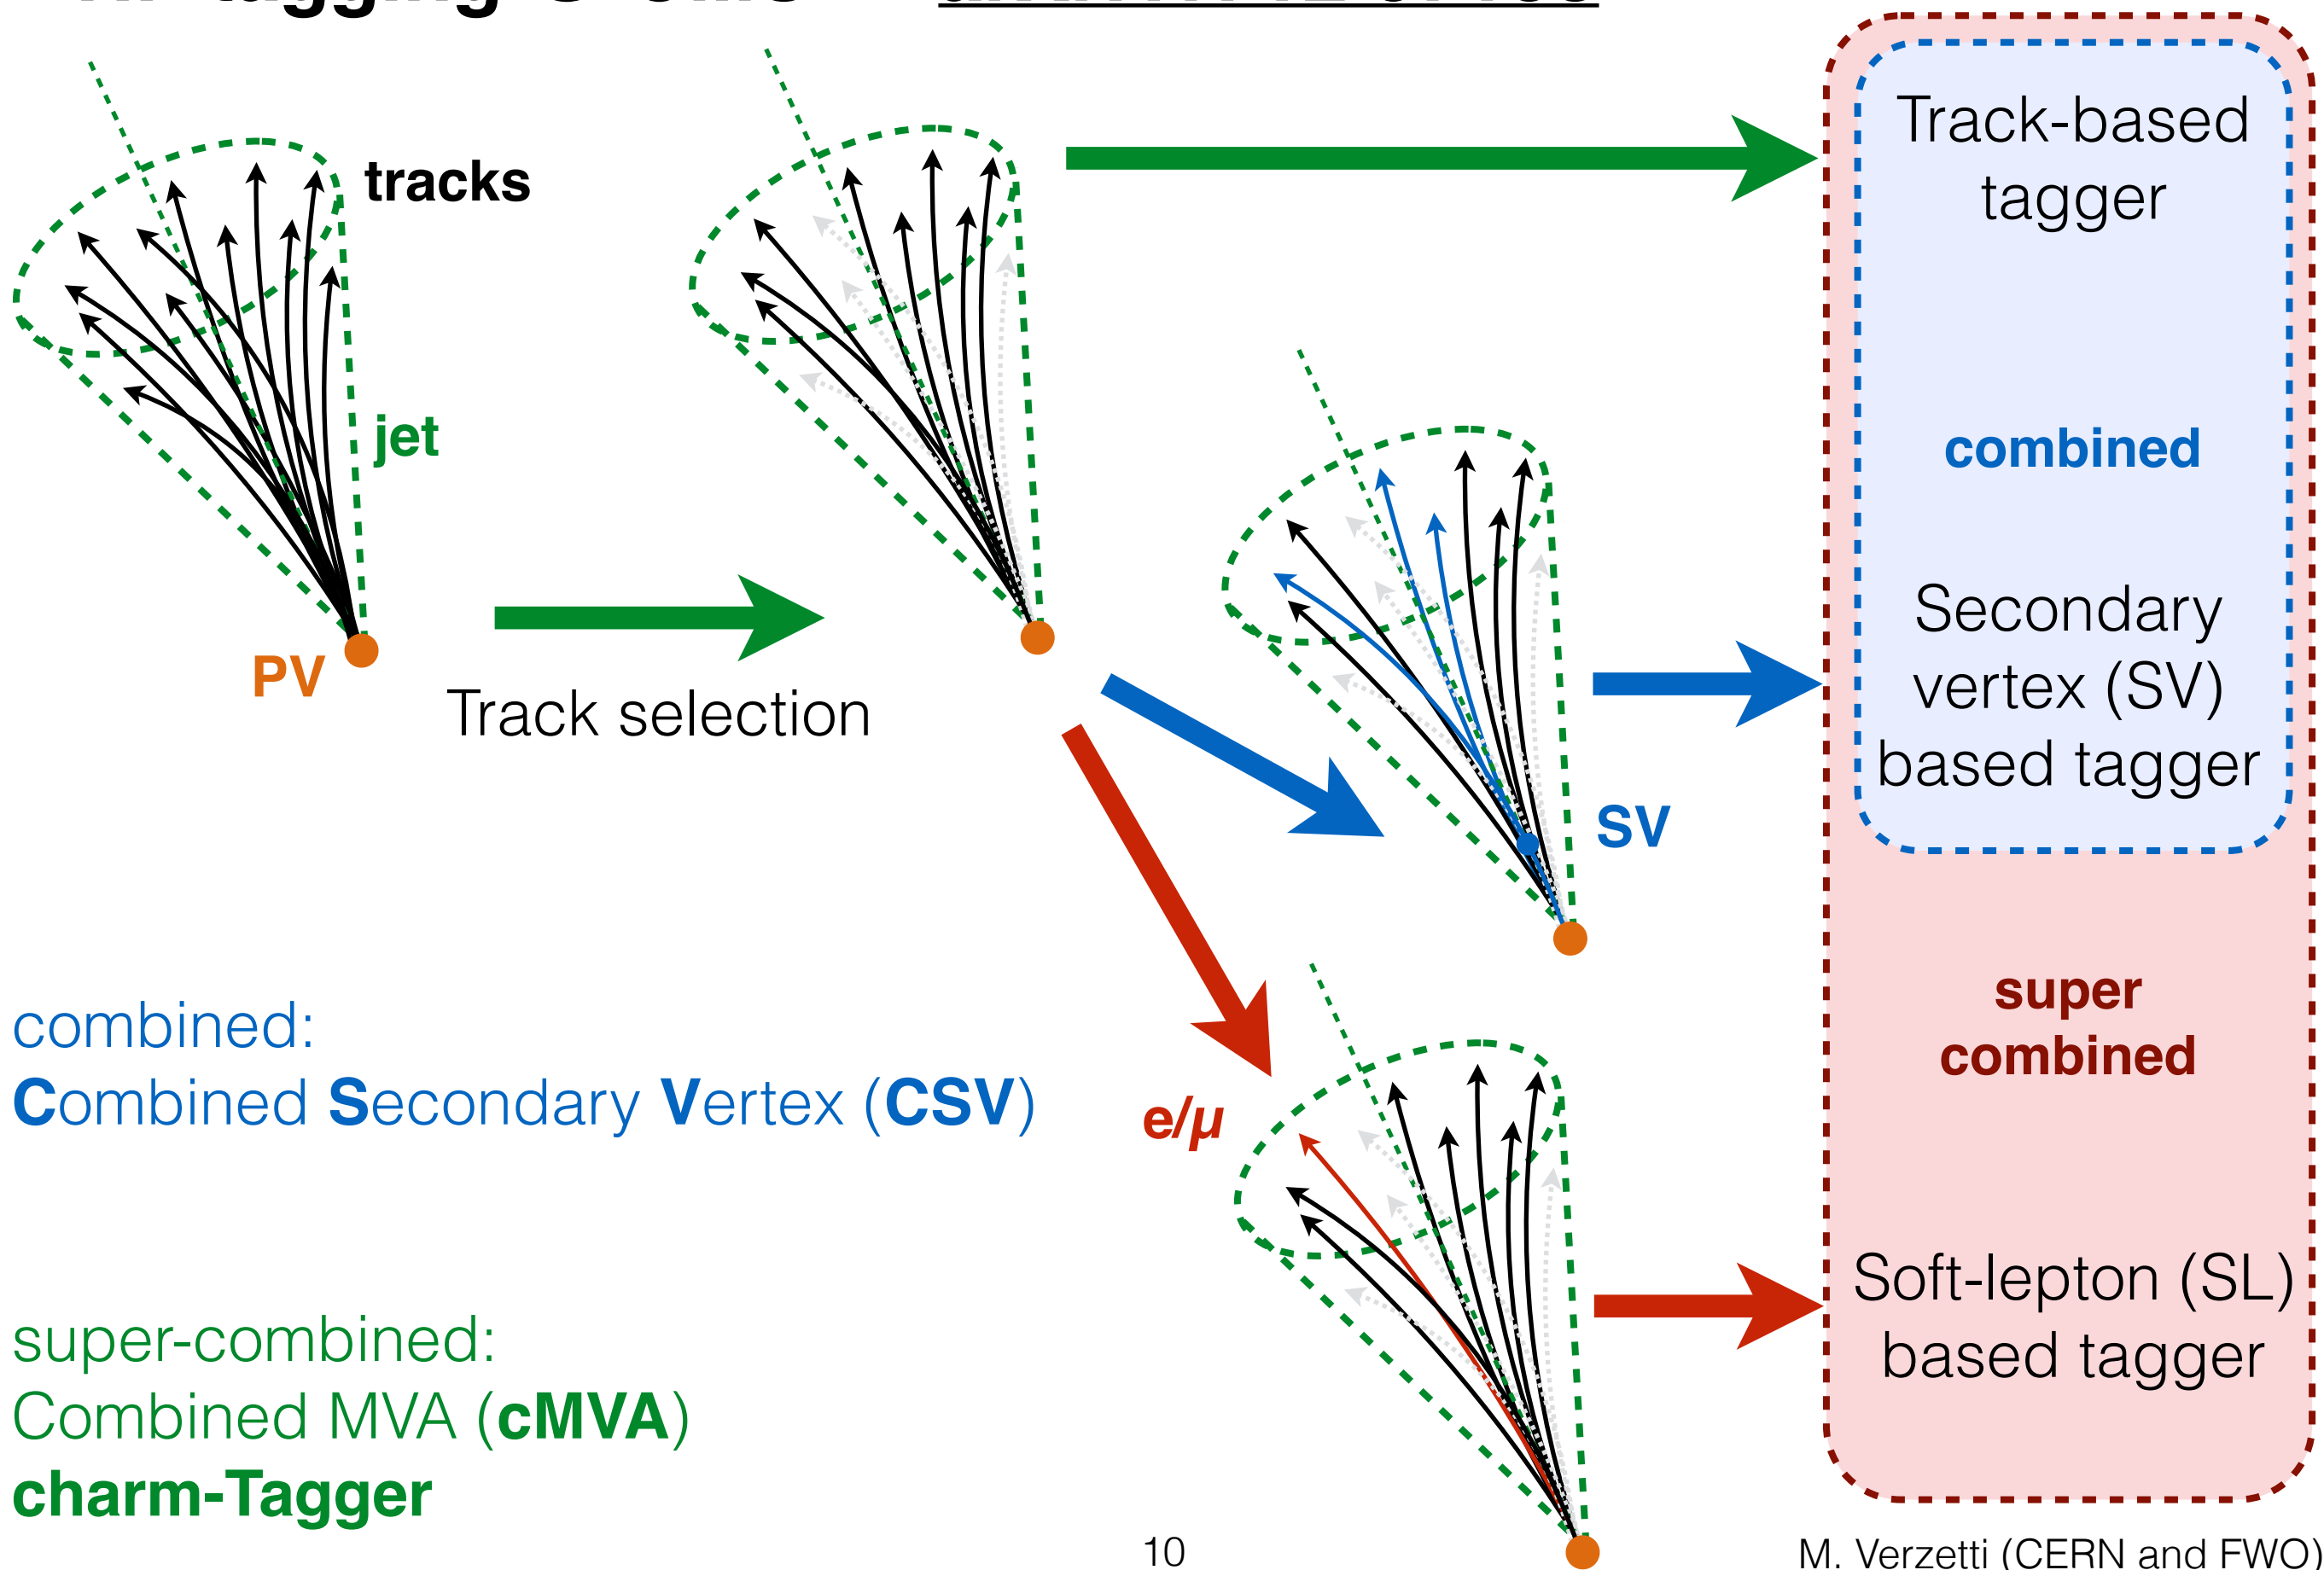 tracks
jet
PV
Track selection
SV
e/μ
Track-based
tagger
combined
Secondary
vertex (SV)
based tagger
super
combined
Soft-lepton (SL)
based tagger
combined:
Combined Secondary Vertex (CSV)
super-combined:
Combined MVA (cMVA)
charm-Tagger
10
M. Verzetti (CERN and FWO)